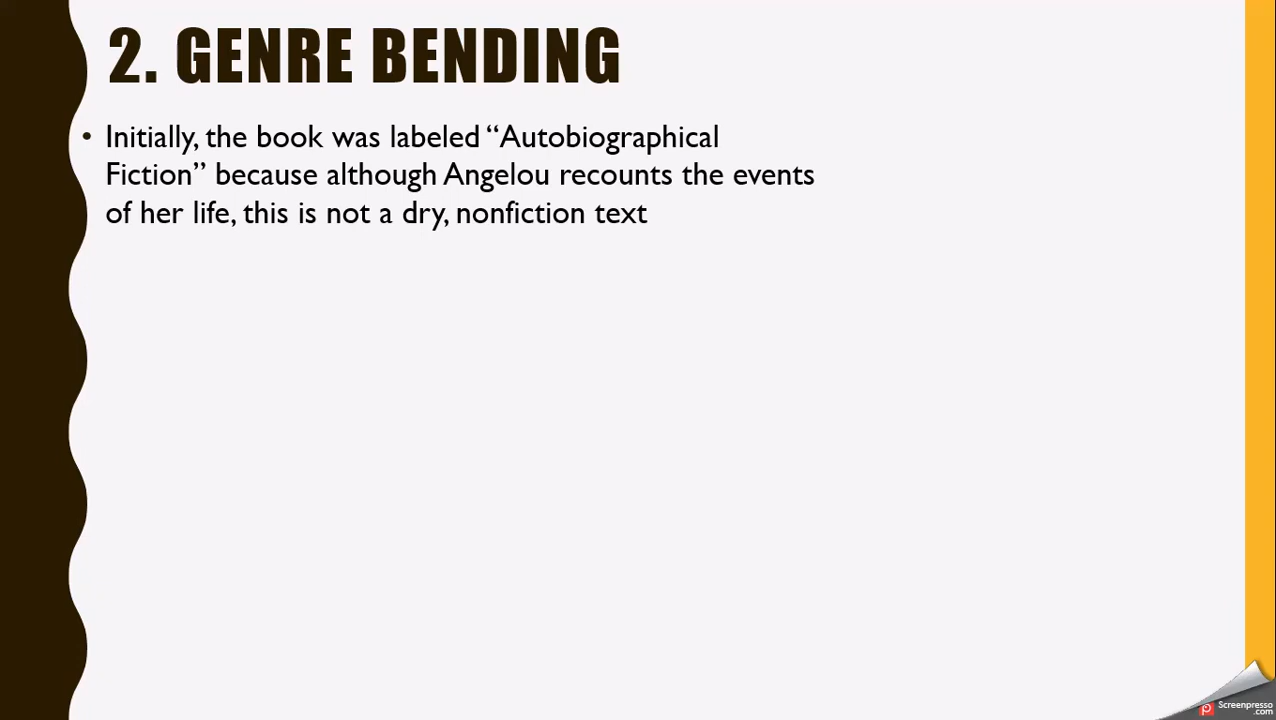 2. GENRE BENDING
• Initially, the book was labeled “Autobiographical
Fiction” because although Angelou recounts the events
of her life, this is not a dry, nonfiction text
Screenpresso
.com